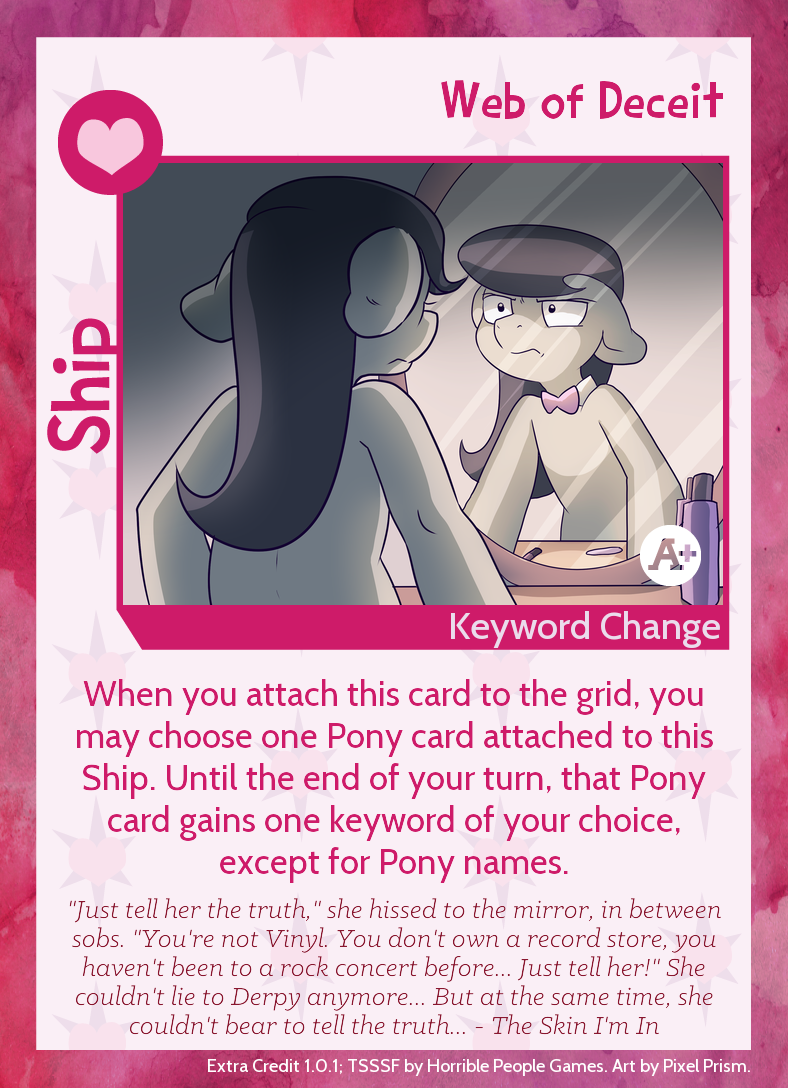 Web of Deceit
Ship
A+
Keyword Change
When you attach this card to the grid, you
may choose one Pony card attached to this
Ship. Until the end of your turn, that Pony
card gains one keyword of your choice,
except for Pony names.
"Just tell her the truth," she hissed to the mirror, in between
sobs. "You're not Vinyl. You don't own a record store, you
haven't been to a rock concert before... Just tell her!" She
couldn't lie to Derpy anymore... But at the same time, she
couldn't bear to tell the truth... - The Skin I'm In
Extra Credit 1.0.1; TSSSF by Horrible People Games. Art by Pixel Prism.